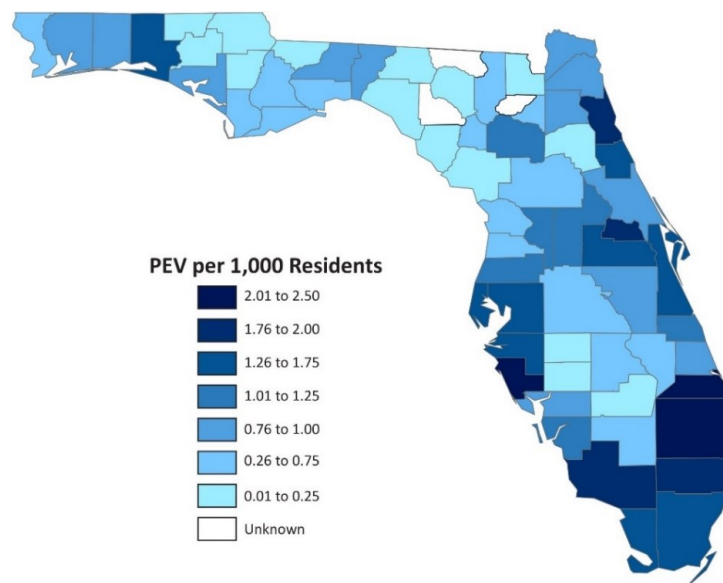 PEV per 1,000 Residents
2.01 to 2.50
1.76 to 2.00
1.26 to 1.75
1.01 to 1.25
0.76 to 1.00
0.26 to 0.75
0.01 to 0.25
Unknown